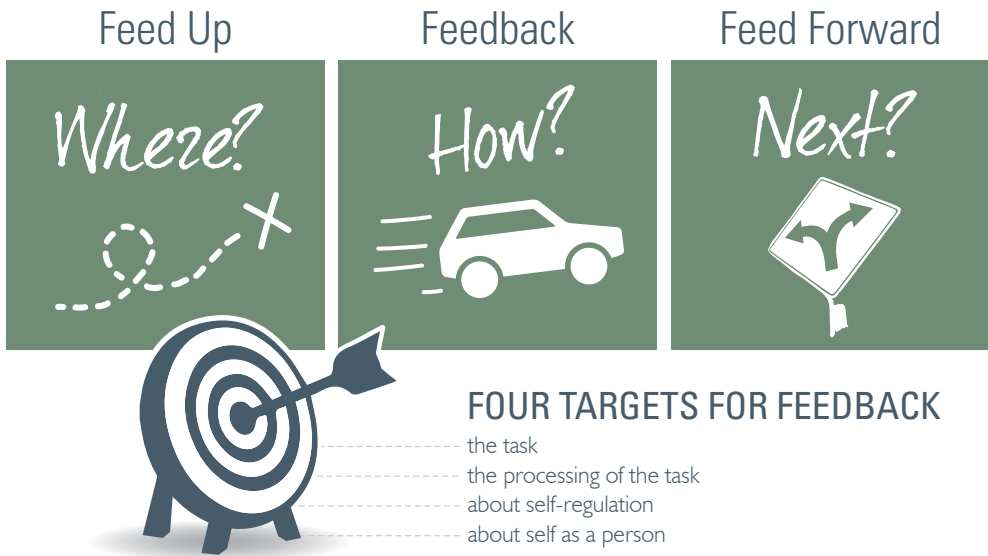 Feed Up
Feedback
Feed Forward
Where?
How?
Next?
FOUR TARGETS FOR FEEDBACK
the task
the processing of the task
about self-regulation
about self as a person